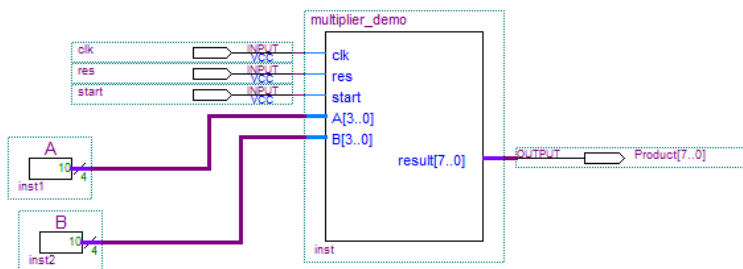 multiplier_demo
clk INPUT VCC clk
res INPUT VCC res
start INPUT VCC start
A A[3..0]
10 4 B[3..0]
inst1 result[7..0] OUTPUT Product[7..0]
B
10 4
inst2 inst